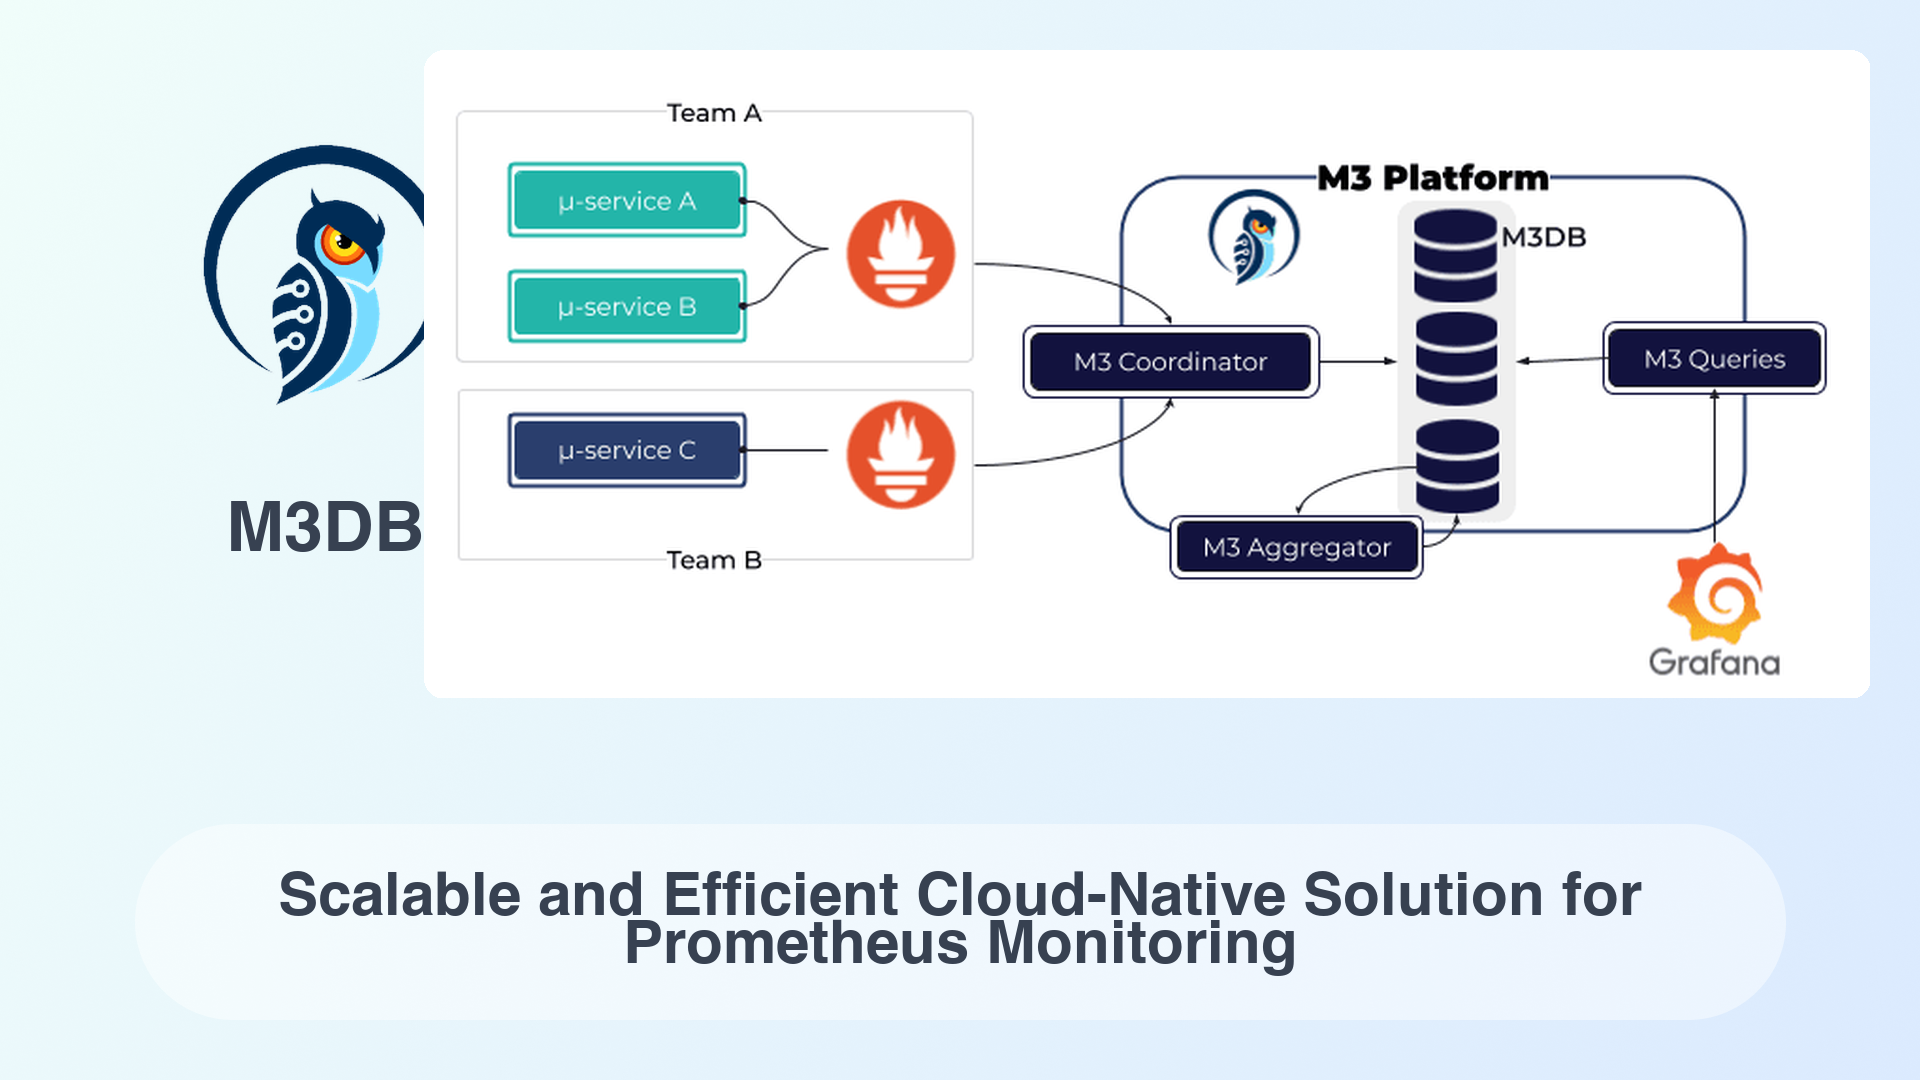 M3DB
Team A
μ-service A
μ-service B
μ-service C
Team B
M3 Platform
M3DB
M3 Coordinator
M3 Queries
M3 Aggregator
Grafana
Scalable and Efficient Cloud-Native Solution for
Prometheus Monitoring